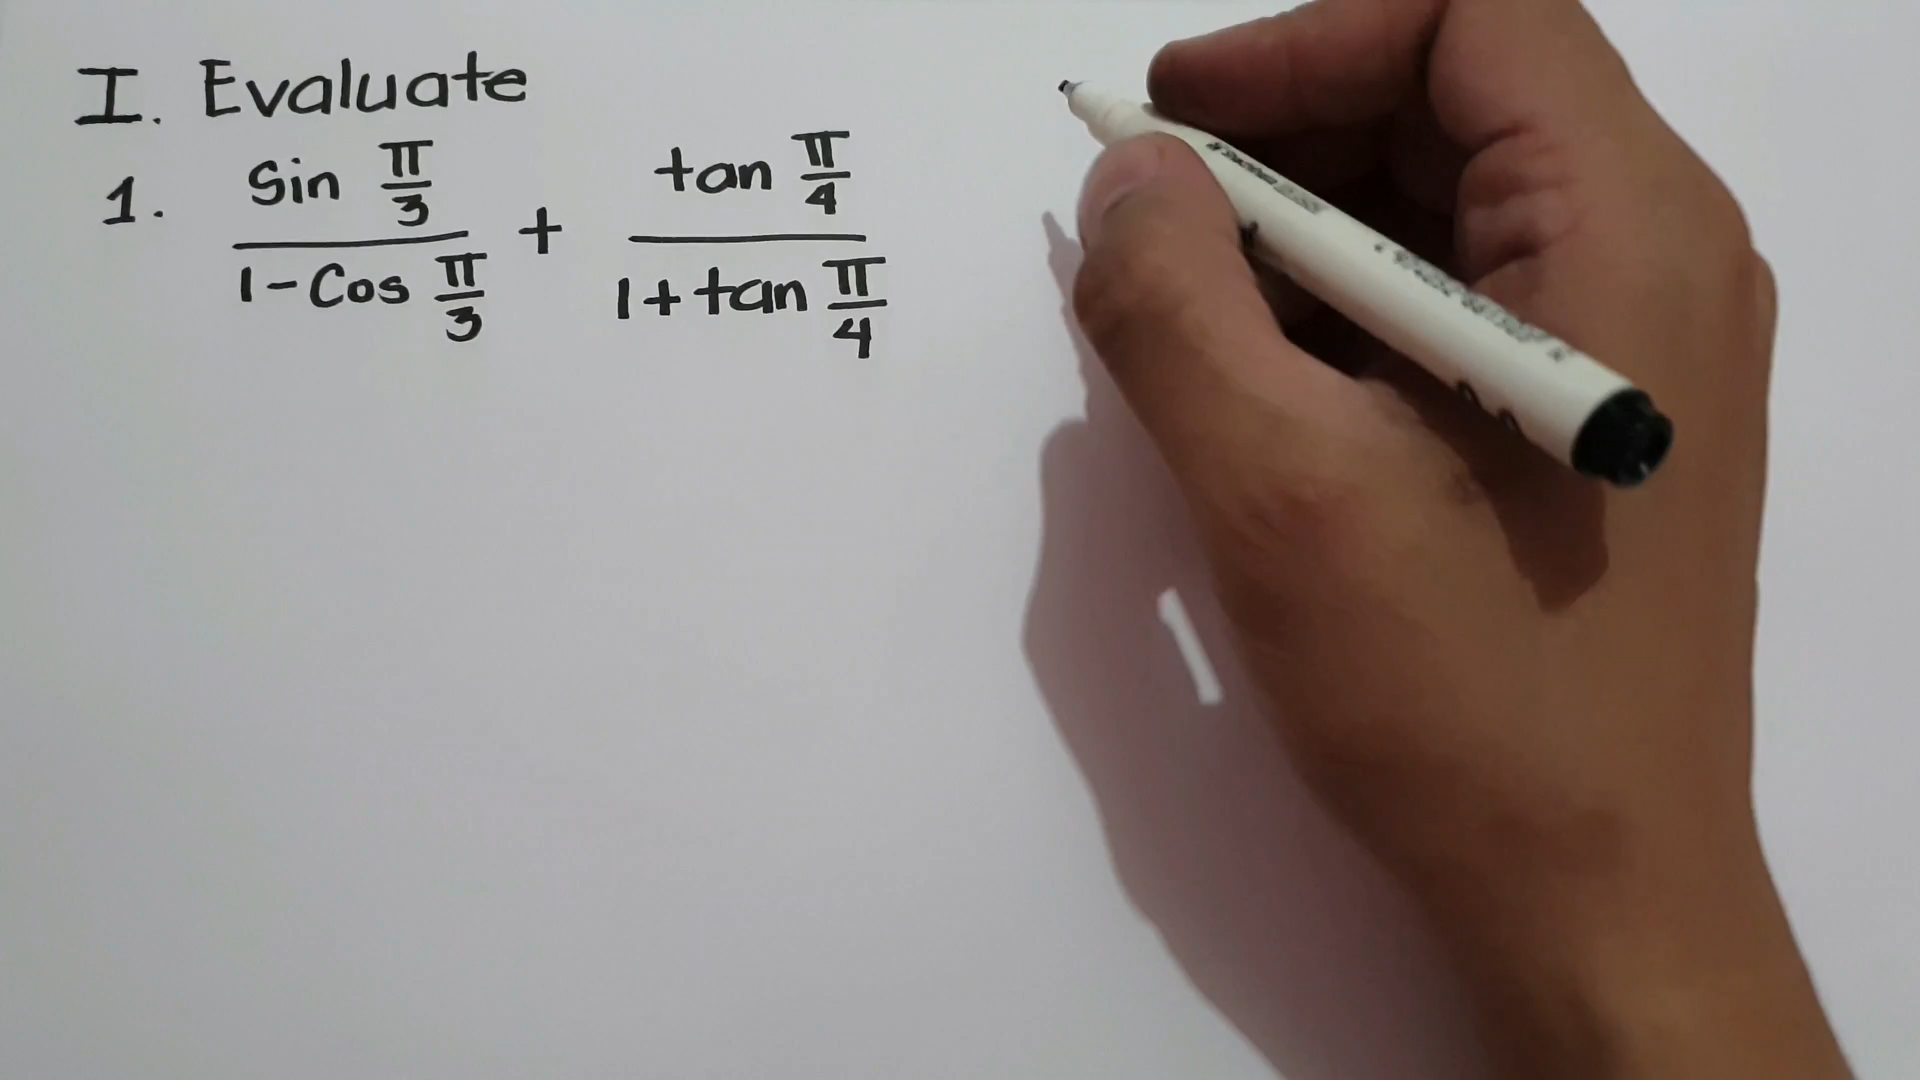 I. Evaluate
1. sin π/3 / 1-cos π/3 + tan π/4 / 1+tan π/4